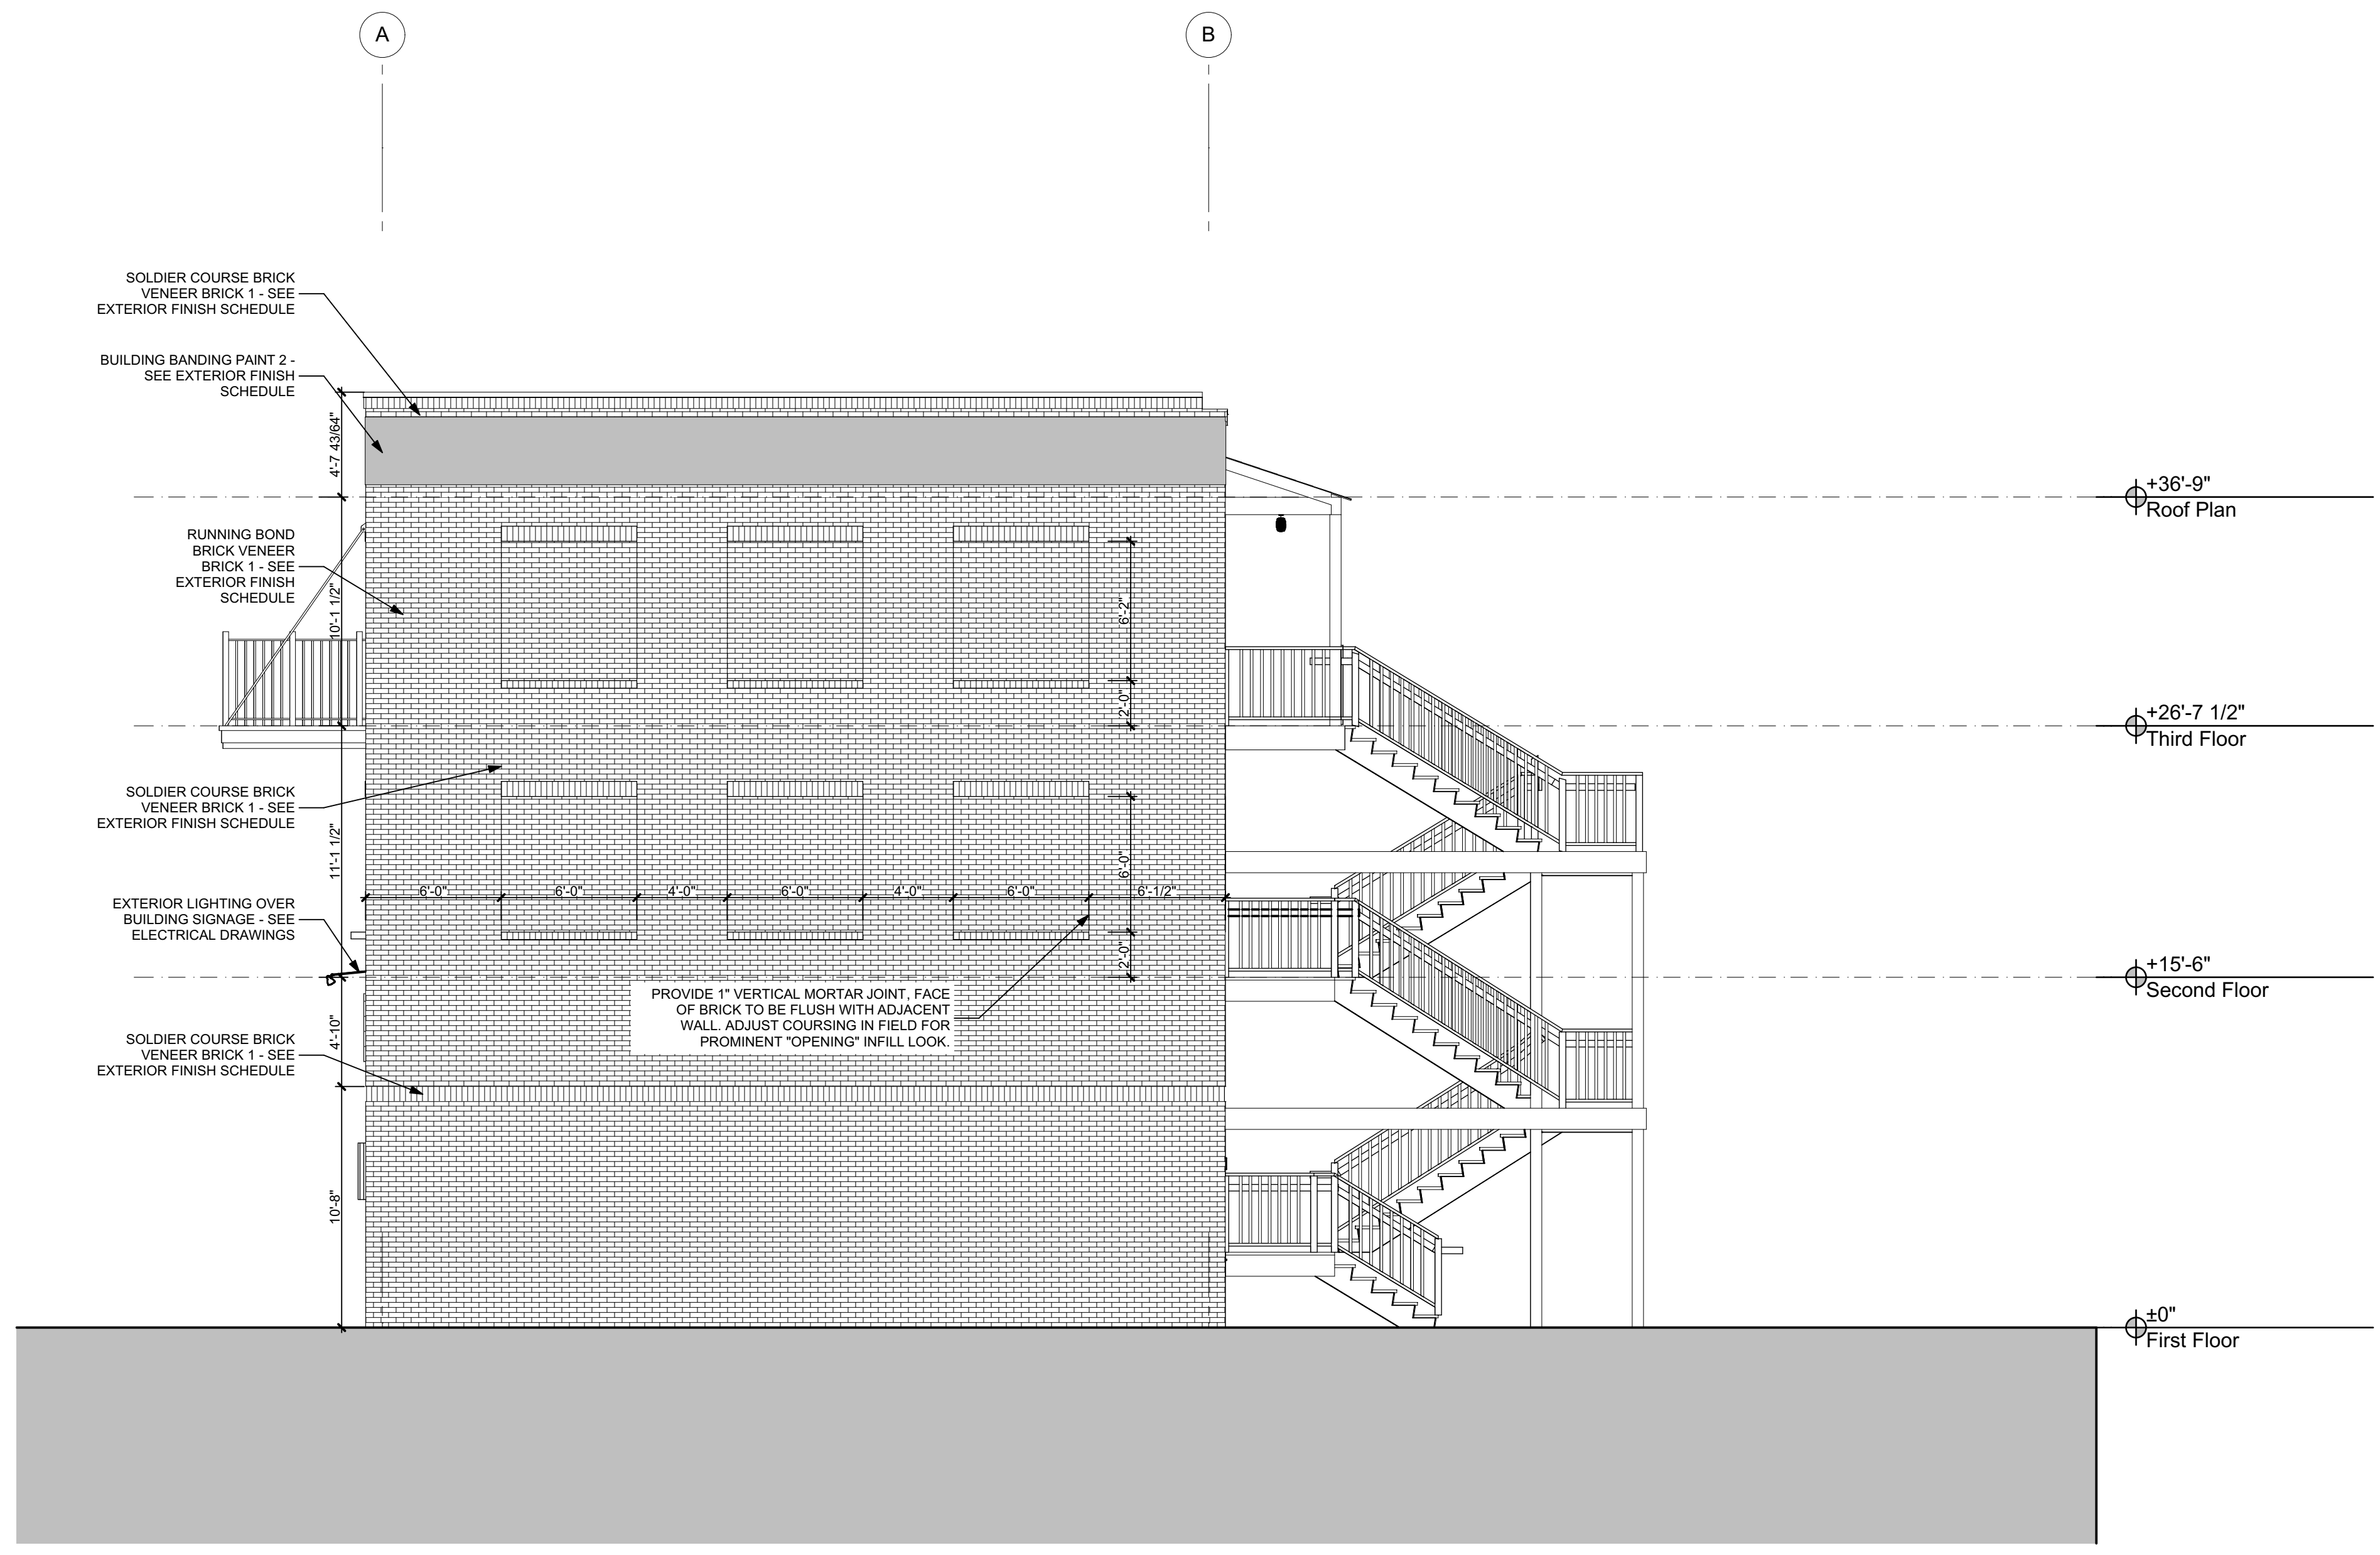 A
B
SOLDIER COURSE BRICK
VENEER BRICK 1 - SEE
EXTERIOR FINISH SCHEDULE
BUILDING BANDING PAINT 2 -
SEE EXTERIOR FINISH
SCHEDULE
4'-7 43/64"
+36'-9"
Roof Plan
RUNNING BOND
BRICK VENEER
BRICK 1 - SEE
EXTERIOR FINISH
SCHEDULE
10'-1 1/2"
6'-2"
2'-0"
+26'-7 1/2"
Third Floor
SOLDIER COURSE BRICK
VENEER BRICK 1 - SEE
EXTERIOR FINISH SCHEDULE
11'-1 1/2"
6'-0"
6'-0"
6'-0"
4'-0"
6'-0"
4'-0"
6'-0"
6'-1/2"
EXTERIOR LIGHTING OVER
BUILDING SIGNAGE - SEE
ELECTRICAL DRAWINGS
2'-0"
+15'-6"
Second Floor
PROVIDE 1" VERTICAL MORTAR JOINT, FACE
OF BRICK TO BE FLUSH WITH ADJACENT
WALL. ADJUST COURSING IN FIELD FOR
PROMINENT "OPENING" INFILL LOOK.
4'-10"
SOLDIER COURSE BRICK
VENEER BRICK 1 - SEE
EXTERIOR FINISH SCHEDULE
10'-8"
±0"
First Floor